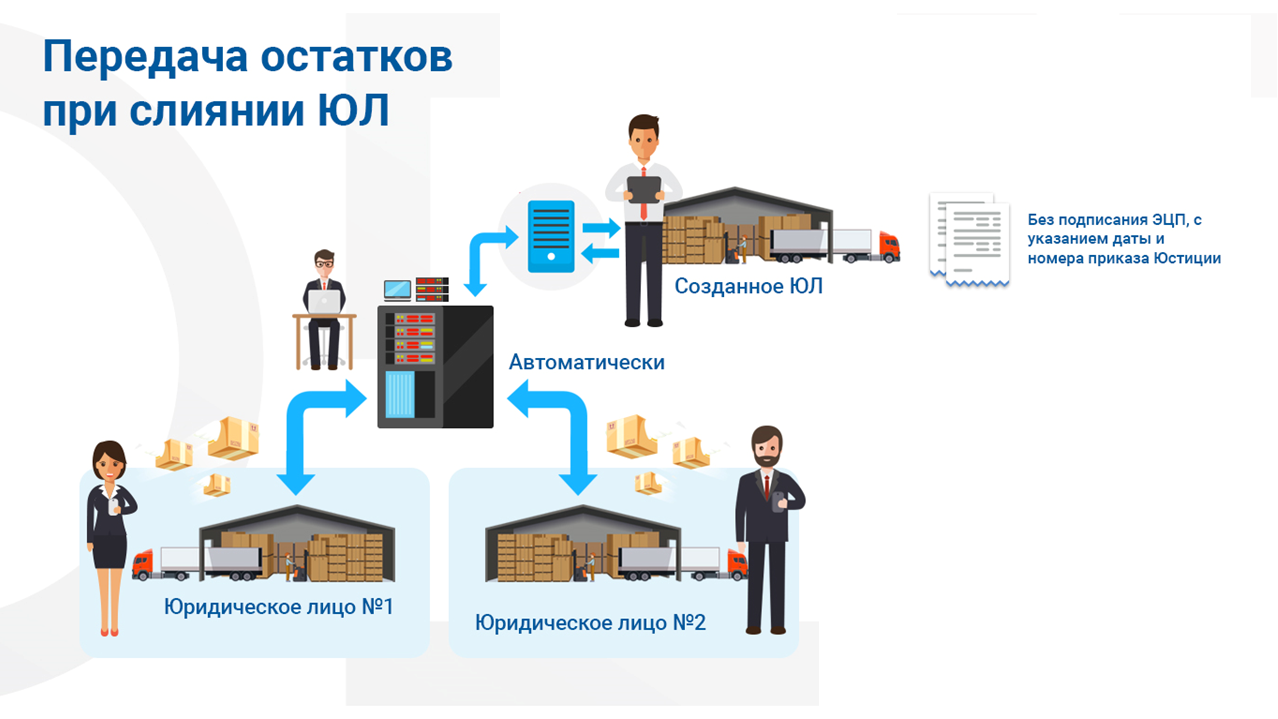 Передача остатков
при слиянии ЮЛ
Без подписания ЭЦП, с
указанием даты и
номера приказа Юстиции
Созданное ЮЛ
Автоматически
Юридическое лицо №1
Юридическое лицо №2